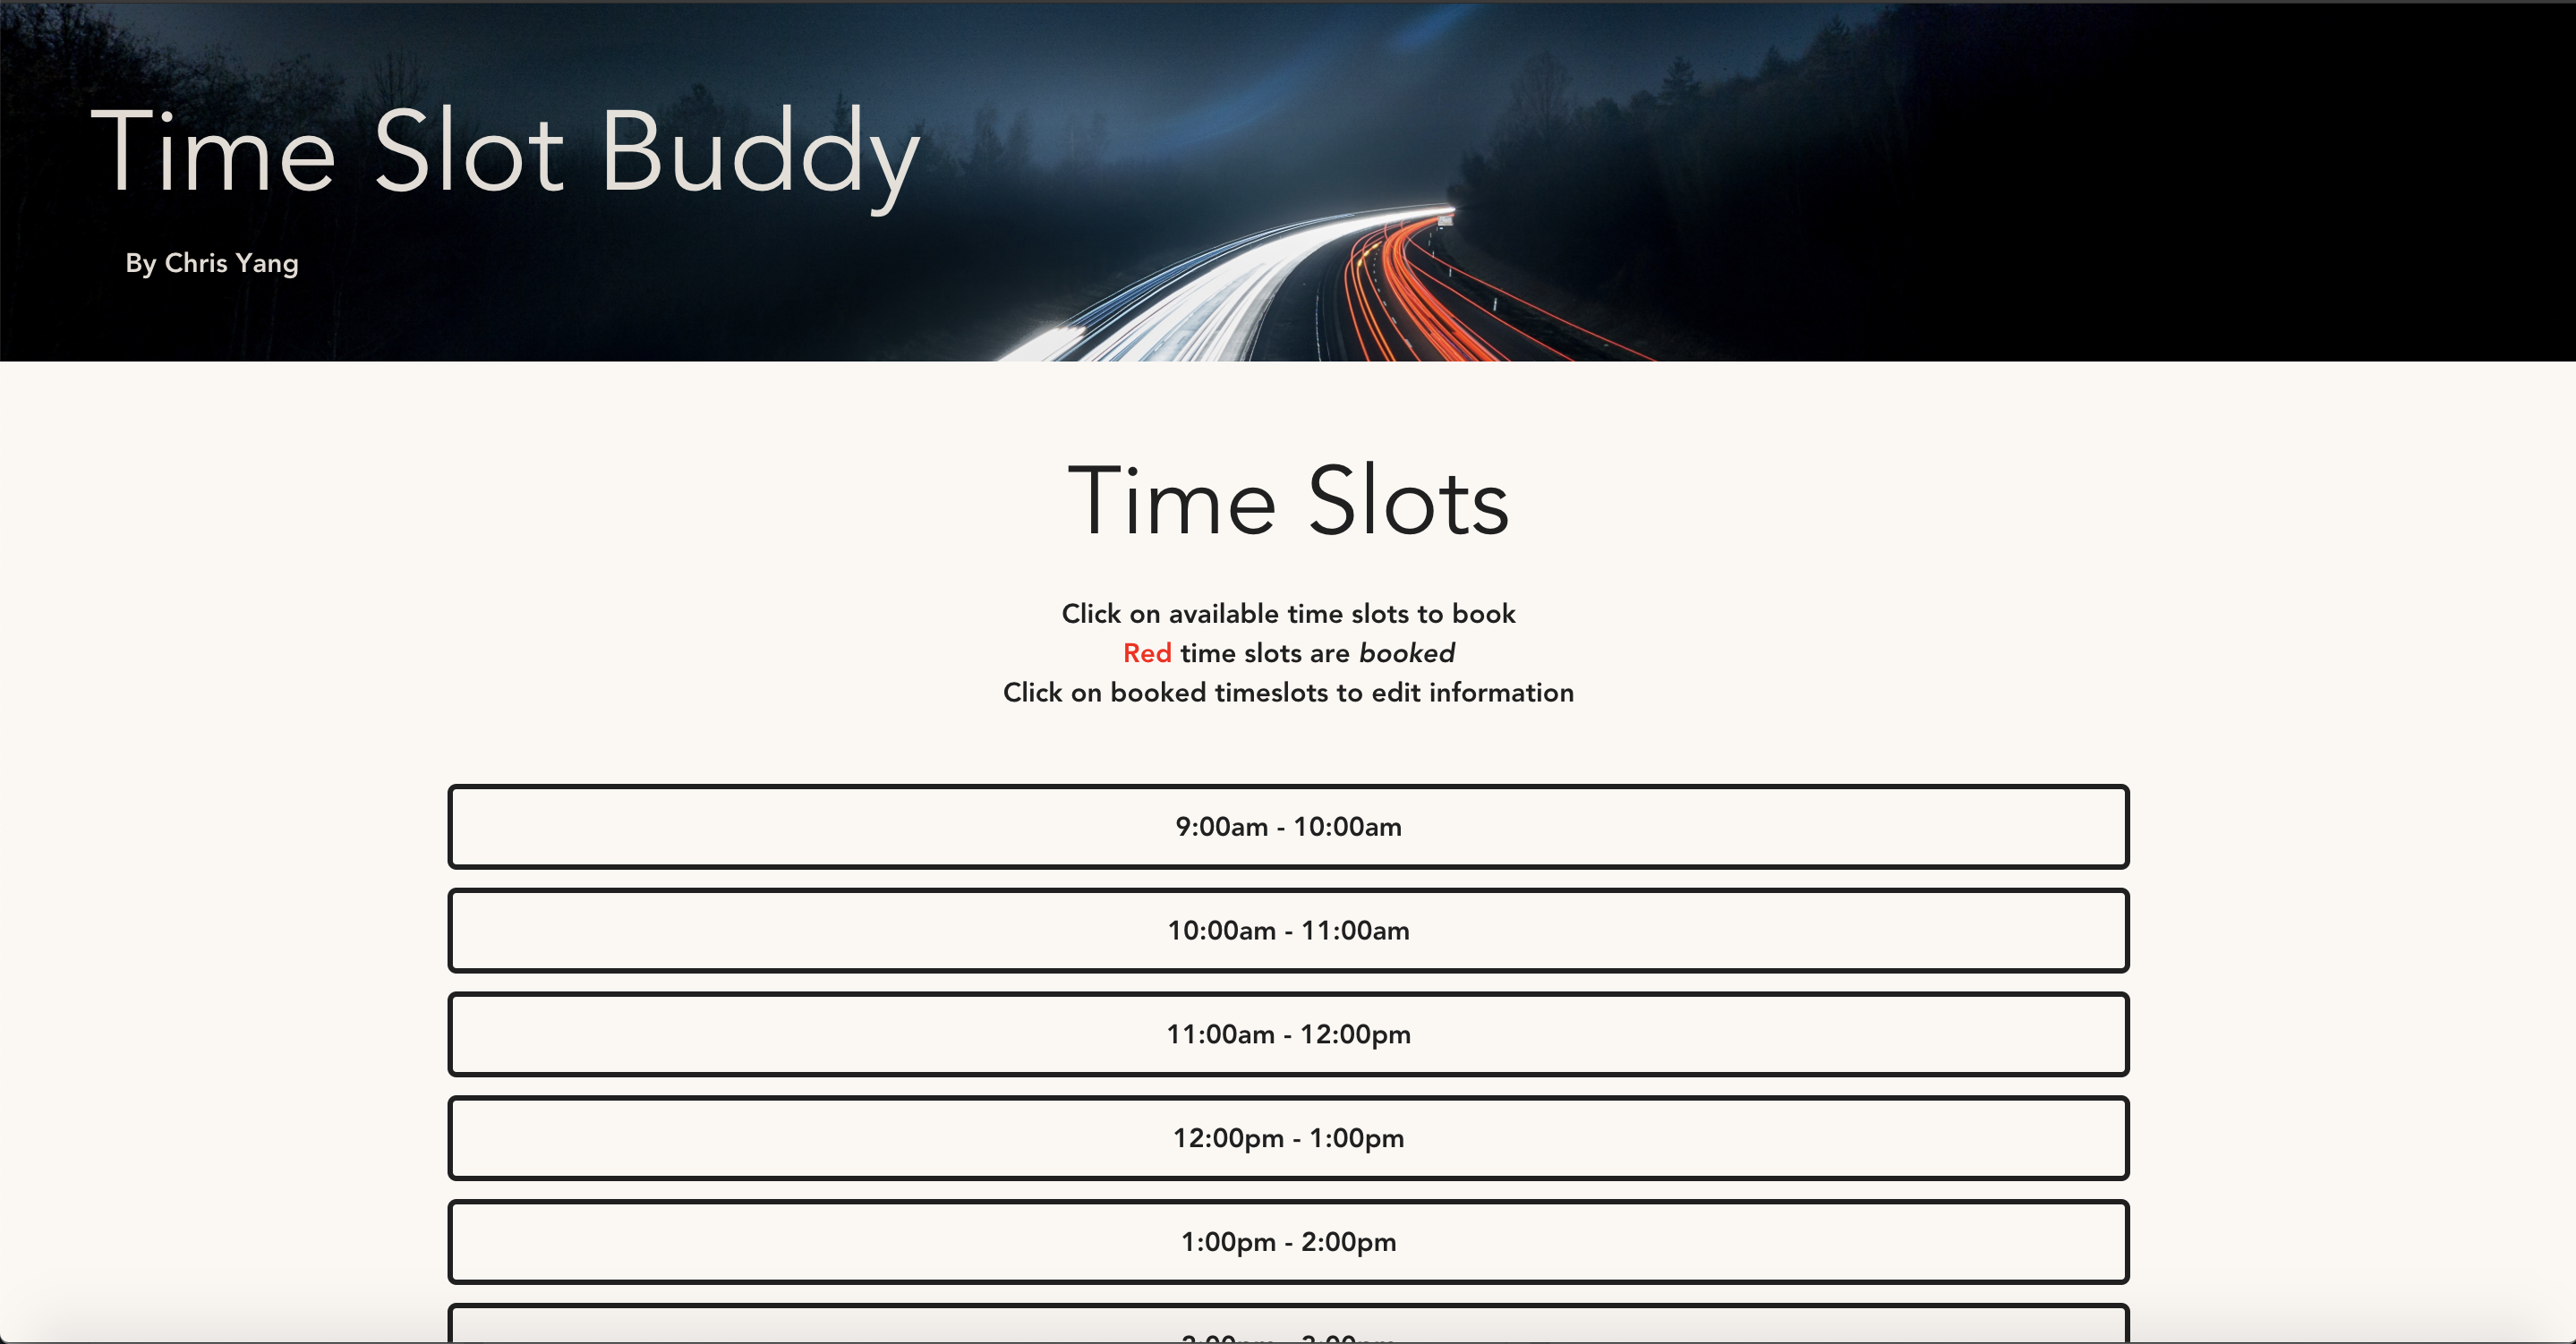 Time Slot Buddy
By Chris Yang
Time Slots
Click on available time slots to book
Red time slots are booked
Click on booked timeslots to edit information
9:00am - 10:00am
10:00am - 11:00am
11:00am - 12:00pm
12:00pm - 1:00pm
1:00pm - 2:00pm